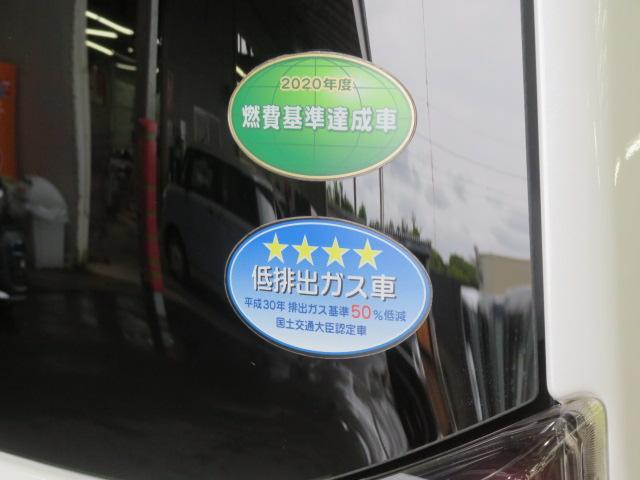 2020年度
燃費基準達成車
低排出ガス車
平成30年 排出ガス基準 50%低減
国土交通大臣認定車